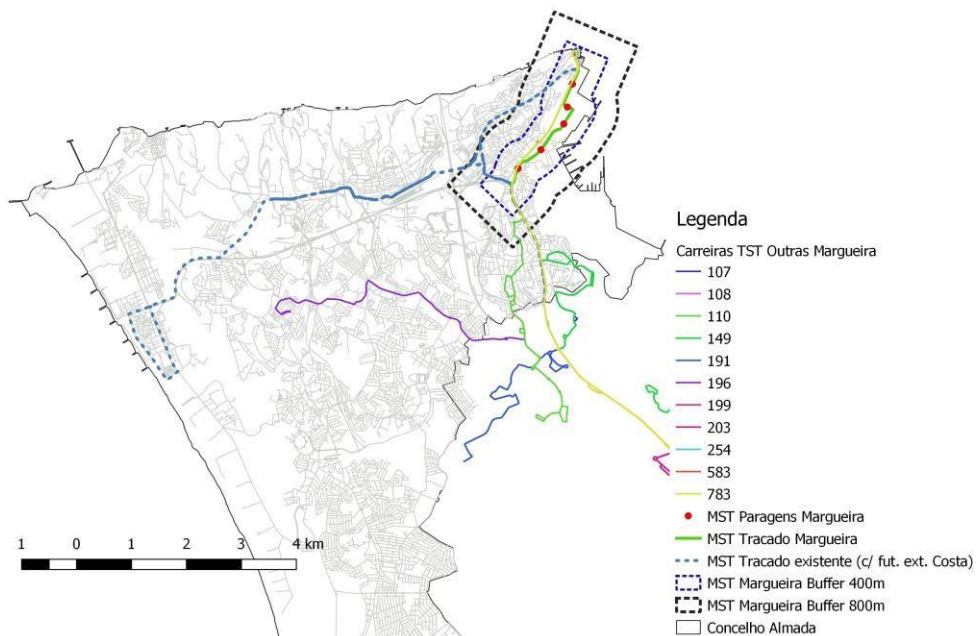 Legenda
Carreiras TST Outras Margueira
107
108
110
149
191
196
199
203
254
583
783
MST Paragens Margueira
MST Tracado Margueira
MST Tracado existente (c/ fut. ext. Costa)
MST Margueira Buffer 400m
MST Margueira Buffer 800m
Concelho Almada
1 0 1 2 3 4 km